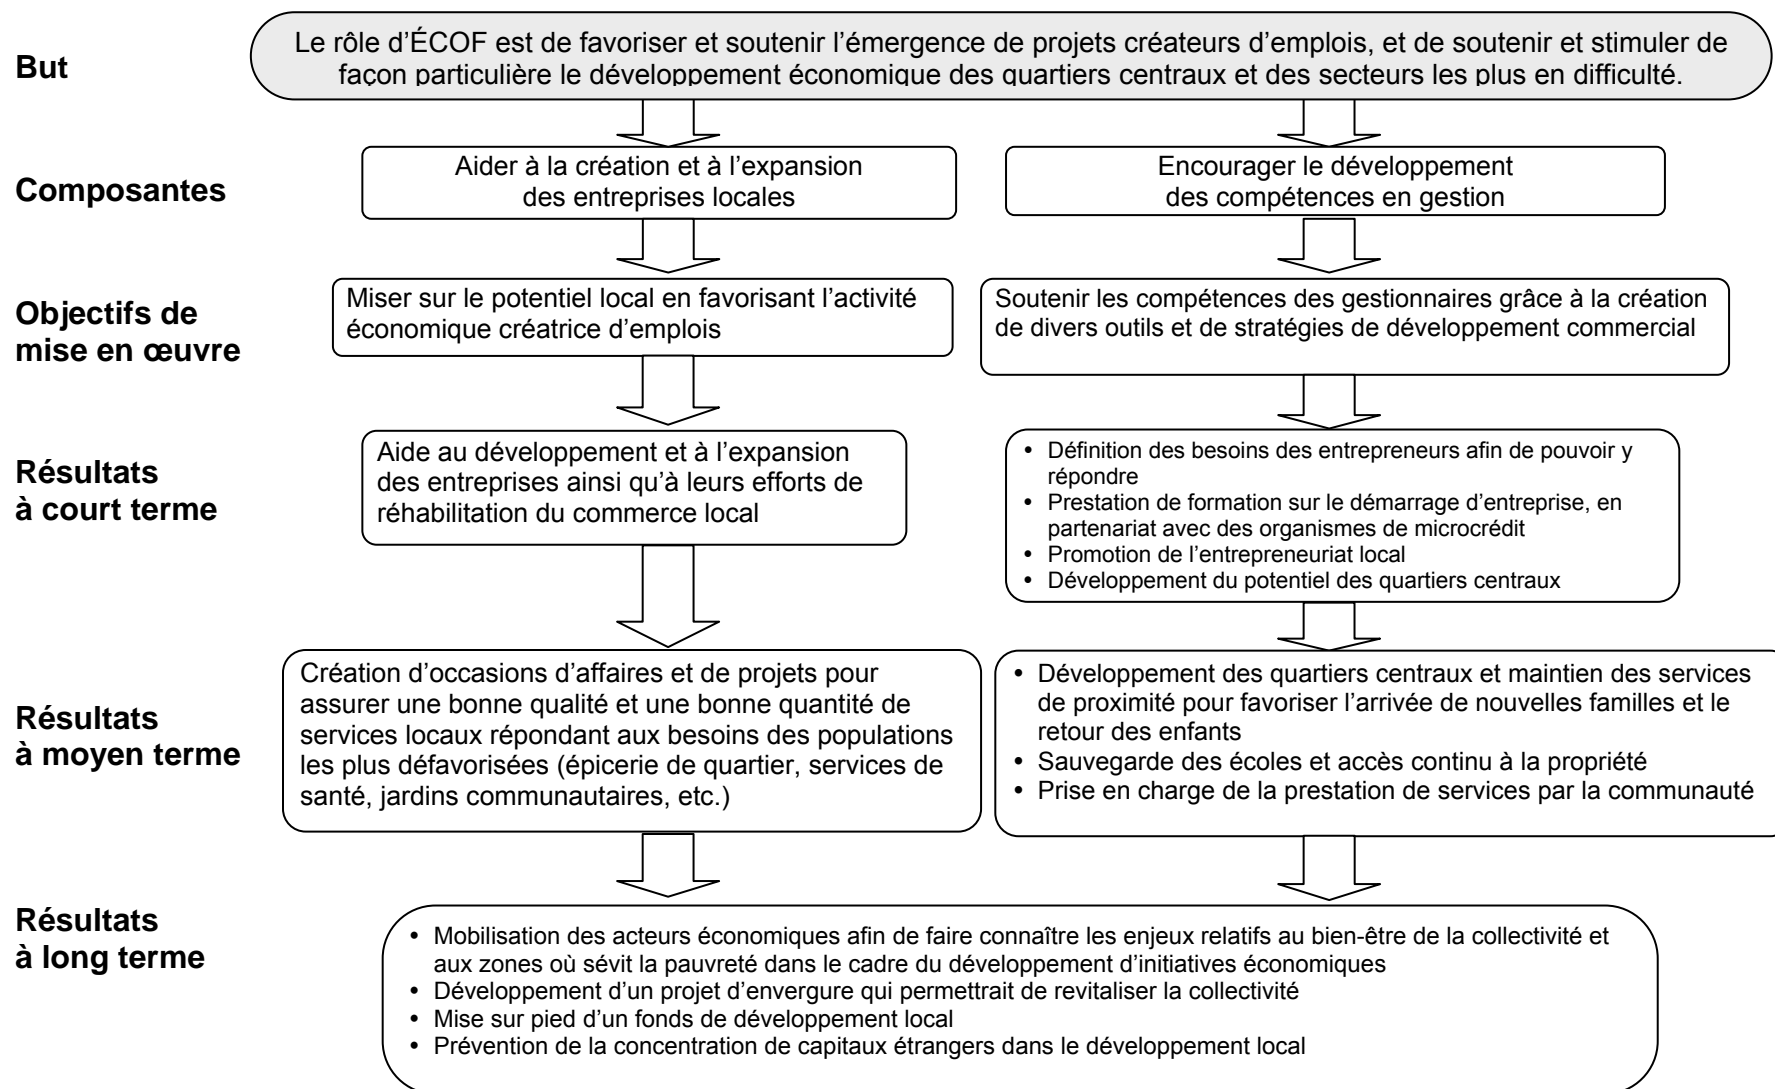 But
Le rôle d’ÉCOF est de favoriser et soutenir l’émergence de projets créateurs d’emplois, et de soutenir et stimuler de
façon particulière le développement économique des quartiers centraux et des secteurs les plus en difficulté.
Composantes
Aider à la création et à l’expansion
des entreprises locales
Encourager le développement
des compétences en gestion
Objectifs de
mise en œuvre
Miser sur le potentiel local en favorisant l’activité
économique créatrice d’emplois
Soutenir les compétences des gestionnaires grâce à la création
de divers outils et de stratégies de développement commercial
Résultats
à court terme
Aide au développement et à l’expansion
des entreprises ainsi qu’à leurs efforts de
réhabilitation du commerce local
• Définition des besoins des entrepreneurs afin de pouvoir y
répondre
• Prestation de formation sur le démarrage d’entreprise, en
partenariat avec des organismes de microcrédit
• Promotion de l’entrepreneuriat local
• Développement du potentiel des quartiers centraux
Résultats
à moyen terme
Création d’occasions d’affaires et de projets pour
assurer une bonne qualité et une bonne quantité de
services locaux répondant aux besoins des populations
les plus défavorisées (épicerie de quartier, services de
santé, jardins communautaires, etc.)
• Développement des quartiers centraux et maintien des services
de proximité pour favoriser l’arrivée de nouvelles familles et le
retour des enfants
• Sauvegarde des écoles et accès continu à la propriété
• Prise en charge de la prestation de services par la communauté
Résultats
à long terme
• Mobilisation des acteurs économiques afin de faire connaître les enjeux relatifs au bien-être de la collectivité et
aux zones où sévit la pauvreté dans le cadre du développement d’initiatives économiques
• Développement d’un projet d’envergure qui permettrait de revitaliser la collectivité
• Mise sur pied d’un fonds de développement local
• Prévention de la concentration de capitaux étrangers dans le développement local